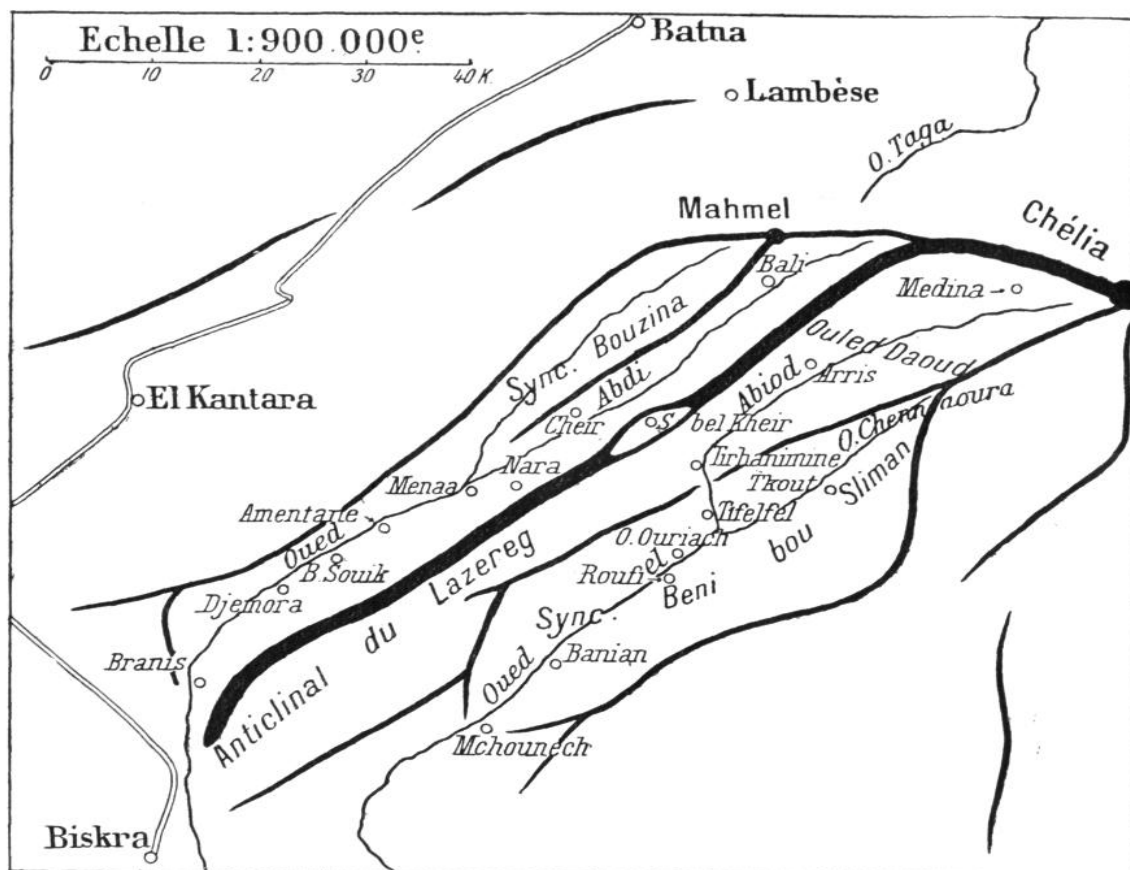 Echelle 1:900.000e
0 10 20 30 40 K.
Batna
Lambèse
O. Taga
Mahmel
Chélia
Bali
Medina
Sync. Bouzina
Ouled Daoud
Abdi
Abiod
Arris
El Kantara
Cheir
S. bel Kheir
O. Chennaoura
Tirhanimine
Nara
Menaa
Tkout
Sliman
Amentane
Tifelfel
Oued
O. Ouriach
bou
B. Souik
el
Roufi
Beni
Djemora
Lazereg
Sync.
du
Branis
Banian
Oued
Anticlinal
Mchounech
Biskra